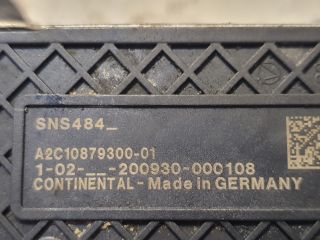 SNS484_
A2C10879300-01
1-02-__-200930-000108
CONTINENTAL - Made in GERMANY